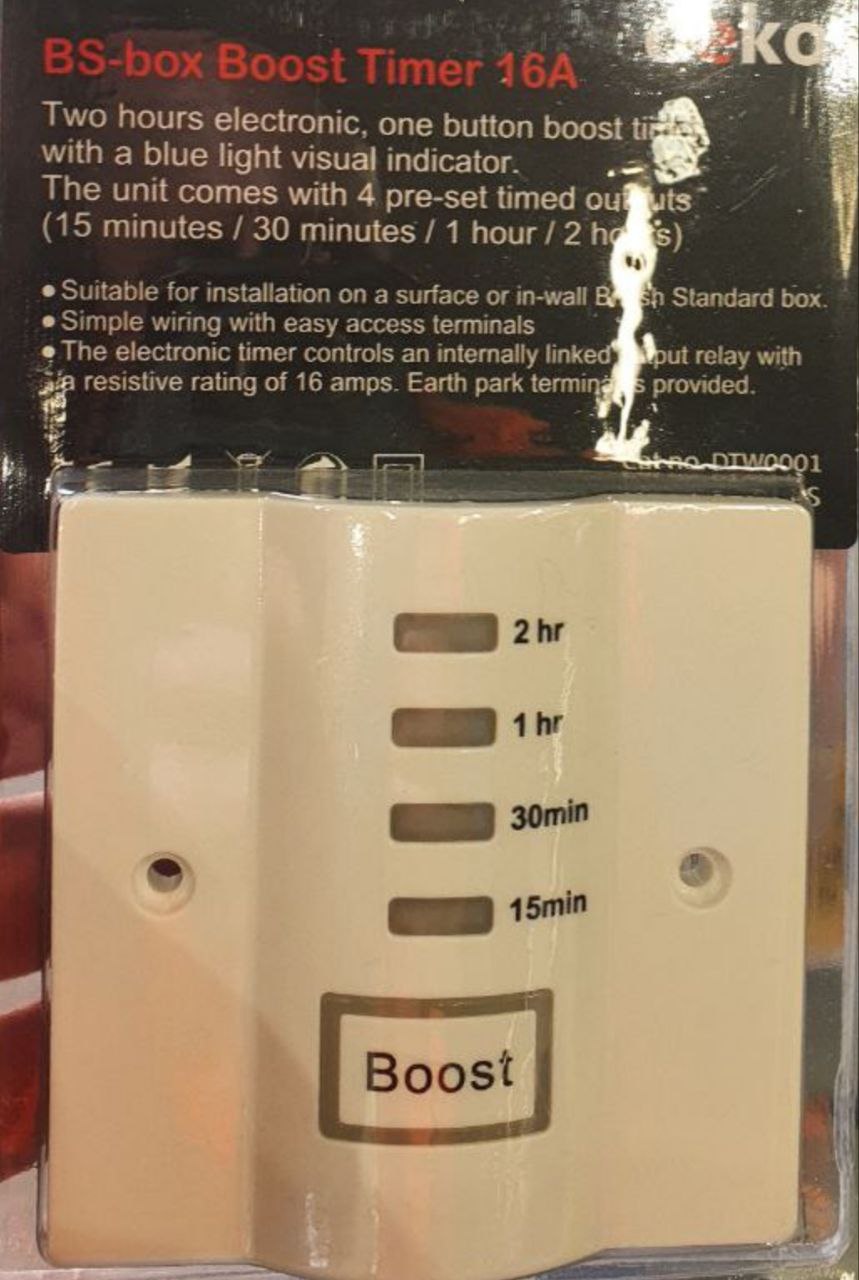 BS-box Boost Timer 16A
Two hours electronic, one button boost
with a blue light visual indicator.
The unit comes with 4 pre-set timed
(15 minutes / 30 minutes / 1 hour / 2
• Suitable for installation on a surface or in-wall Standard box.
• Simple wiring with easy access terminals
• The electronic timer controls an internally linked relay with
a resistive rating of 16 amps. Earth park provided.
Cat no. DTW0001
2 hr
1 hr
30min
15min
Boost